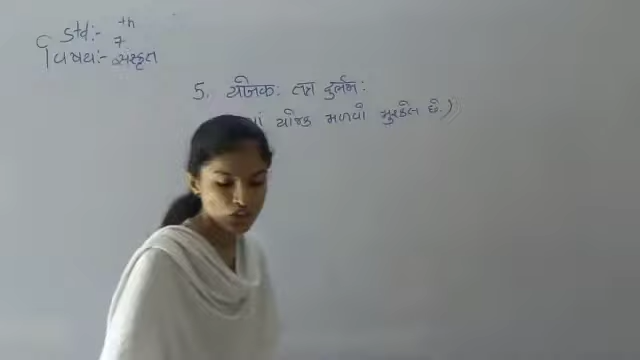 Std:- 7th
વિષય:- સંસ્કૃત
5. યોજક: તત્ર દુર્લભ:
યોજક મળવો મુશ્કેલ છે.)